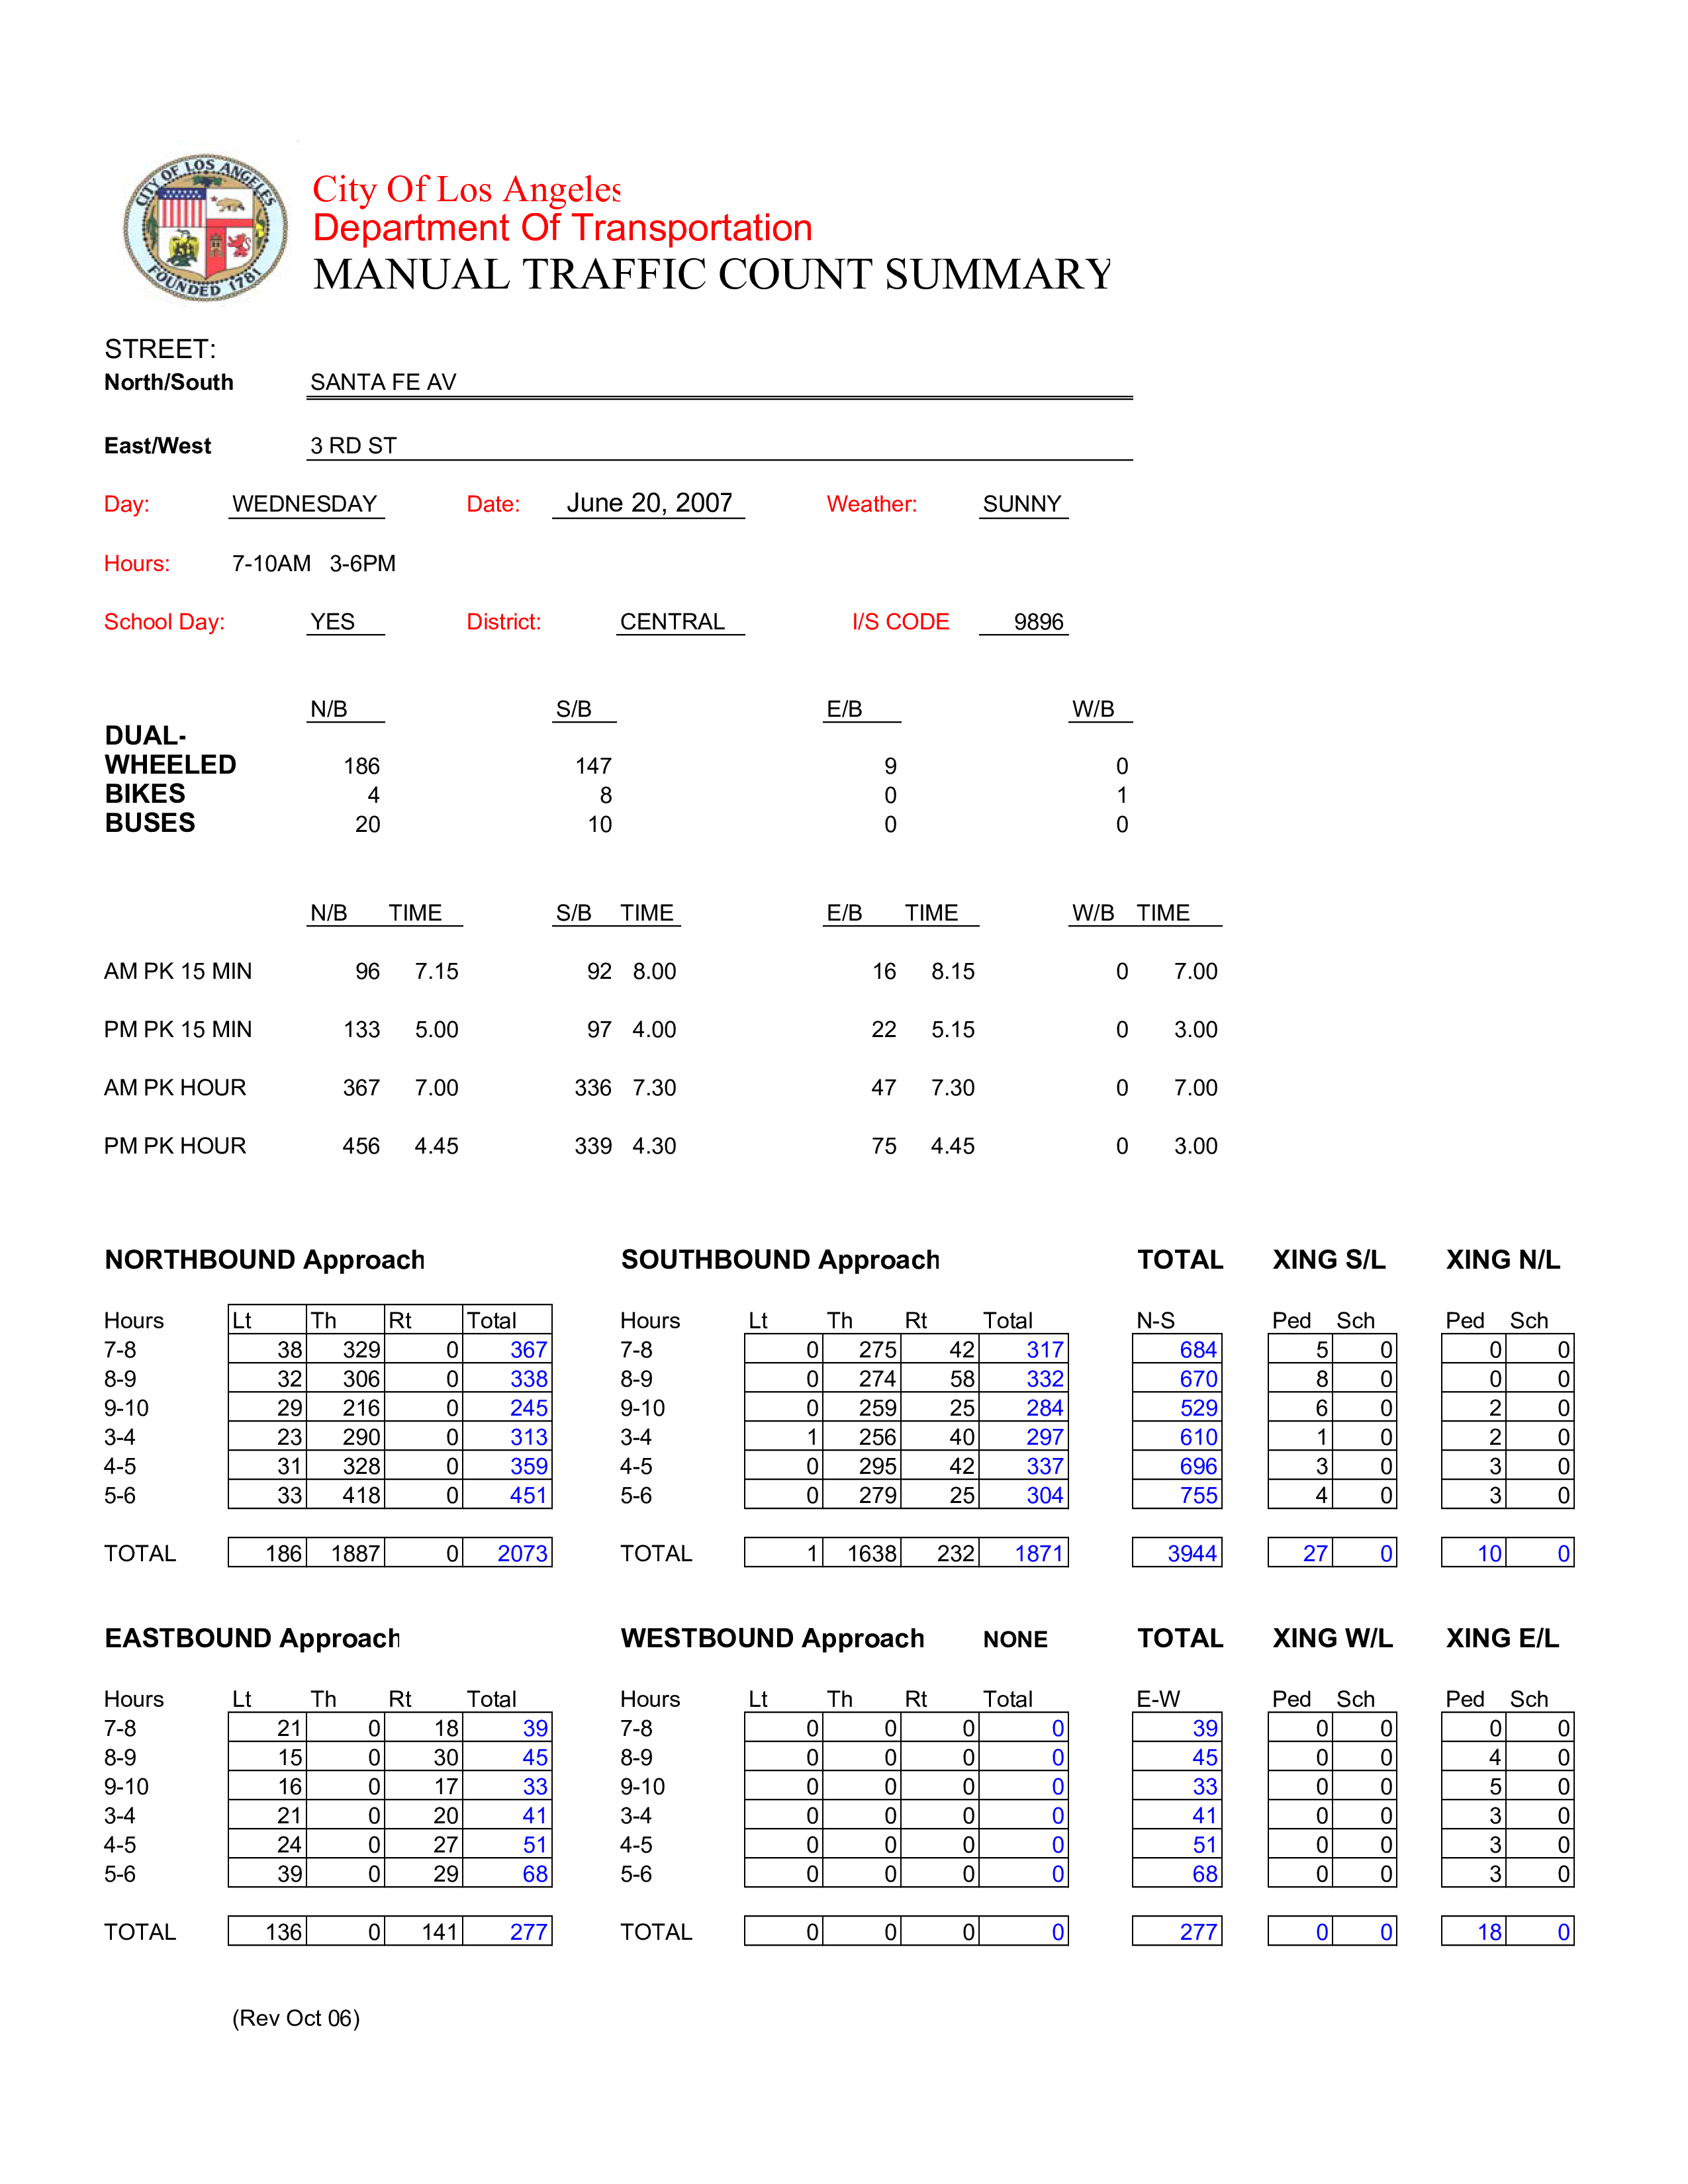 CITY OF LOS ANGELES
FOUNDED 1781
City Of Los Angeles
Department Of Transportation
MANUAL TRAFFIC COUNT SUMMARY
STREET:
North/South SANTA FE AV
East/West 3 RD ST
Day: WEDNESDAY Date: June 20, 2007 Weather: SUNNY
Hours: 7-10AM 3-6PM
School Day: YES District: CENTRAL I/S CODE 9896
N/B S/B E/B W/B
DUAL-
WHEELED 186 147 9 0
BIKES 4 8 0 1
BUSES 20 10 0 0
N/B TIME S/B TIME E/B TIME W/B TIME
AM PK 15 MIN 96 7.15 92 8.00 16 8.15 0 7.00
PM PK 15 MIN 133 5.00 97 4.00 22 5.15 0 3.00
AM PK HOUR 367 7.00 336 7.30 47 7.30 0 7.00
PM PK HOUR 456 4.45 339 4.30 75 4.45 0 3.00
NORTHBOUND Approach SOUTHBOUND Approach TOTAL XING S/L XING N/L
Hours Lt Th Rt Total Hours Lt Th Rt Total N-S Ped Sch Ped Sch
7-8 38 329 0 367 7-8 0 275 42 317 684 5 0 0 0
8-9 32 306 0 338 8-9 0 274 58 332 670 8 0 0 0
9-10 29 216 0 245 9-10 0 259 25 284 529 6 0 2 0
3-4 23 290 0 313 3-4 1 256 40 297 610 1 0 2 0
4-5 31 328 0 359 4-5 0 295 42 337 696 3 0 3 0
5-6 33 418 0 451 5-6 0 279 25 304 755 4 0 3 0
TOTAL 186 1887 0 2073 TOTAL 1 1638 232 1871 3944 27 0 10 0
EASTBOUND Approach WESTBOUND Approach NONE TOTAL XING W/L XING E/L
Hours Lt Th Rt Total Hours Lt Th Rt Total E-W Ped Sch Ped Sch
7-8 21 0 18 39 7-8 0 0 0 0 39 0 0 0 0
8-9 15 0 30 45 8-9 0 0 0 0 45 0 0 4 0
9-10 16 0 17 33 9-10 0 0 0 0 33 0 0 5 0
3-4 21 0 20 41 3-4 0 0 0 0 41 0 0 3 0
4-5 24 0 27 51 4-5 0 0 0 0 51 0 0 3 0
5-6 39 0 29 68 5-6 0 0 0 0 68 0 0 3 0
TOTAL 136 0 141 277 TOTAL 0 0 0 0 277 0 0 18 0
(Rev Oct 06)